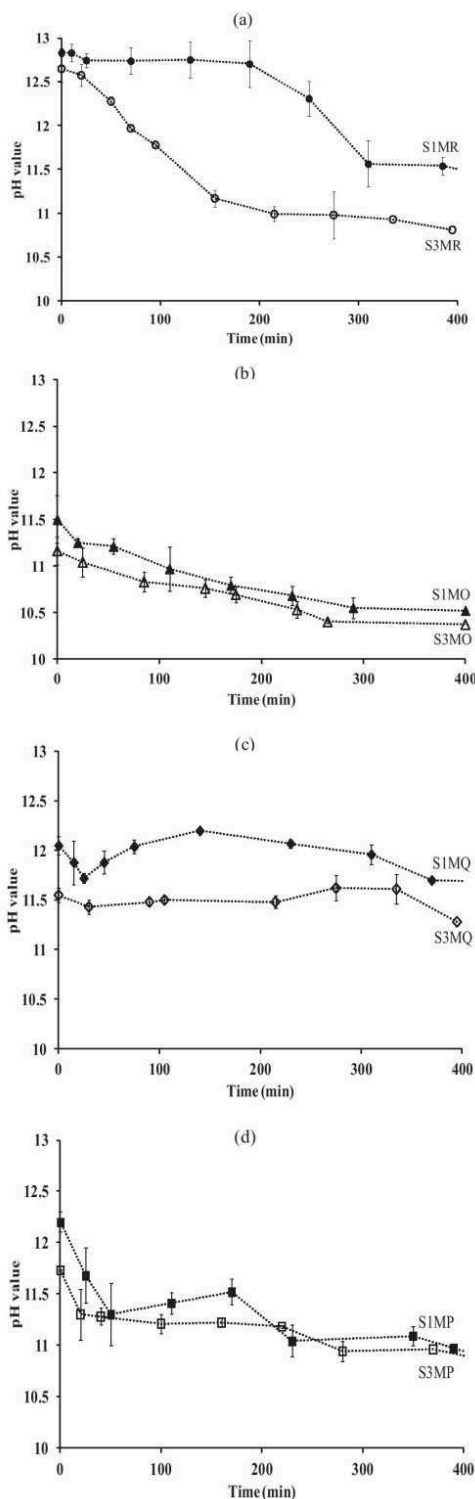 (a)
13
12.5
12
11.5
11
10.5
10
pH value
S1MR
S3MR
0 100 200 300 400
Time (min)
(b)
13
12.5
12
11.5
11
10.5
10
pH value
S1MO
S3MO
0 100 200 300 400
Time (min)
(c)
13
12.5
12
11.5
11
10.5
10
pH value
S1MQ
S3MQ
0 100 200 300 400
Time (min)
(d)
13
12.5
12
11.5
11
10.5
10
pH value
S1MP
S3MP
0 100 200 300 400
Time (min)